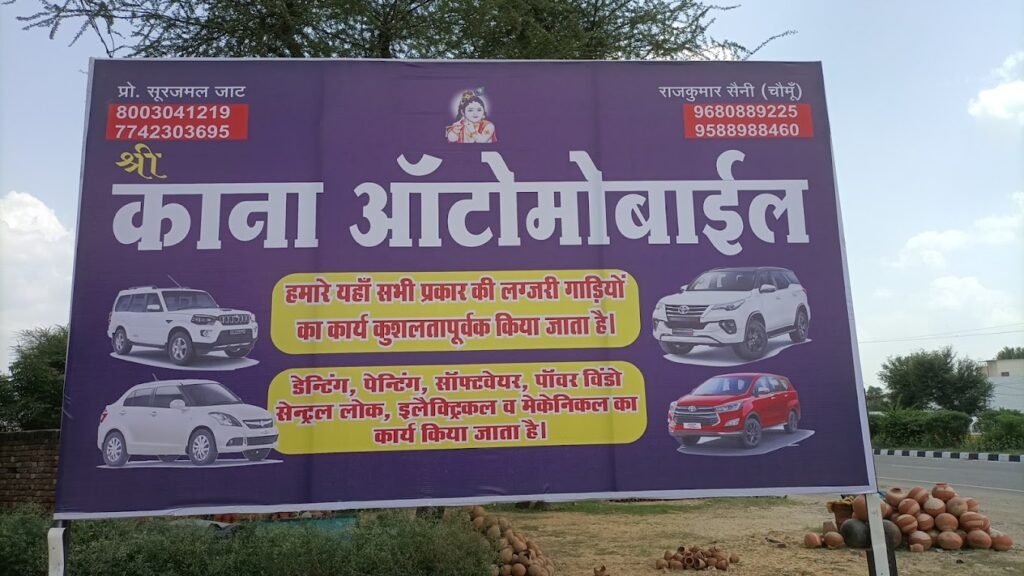 प्रो. सूरजमल जाट
8003041219
7742303695
राजकुमार सैनी (चौमूँ)
9680889225
9588988460
श्री
काना ऑटोमोबाईल
हमारे यहाँ सभी प्रकार की लग्जरी गाड़ियों
का कार्य कुशलतापूर्वक किया जाता है।
डेन्टिंग, पेन्टिंग, सॉफ्टवेयर, पॉवर विंडो
सेन्ट्रल लोक, इलेक्ट्रिकल व मेकेनिकल का
कार्य किया जाता है।